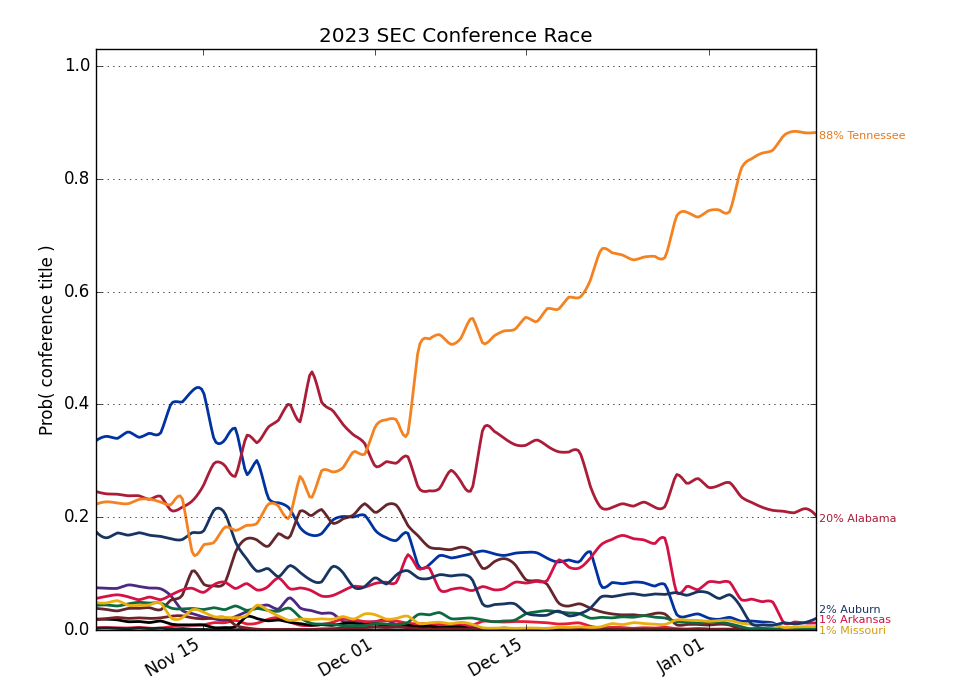 2023 SEC Conference Race
Prob( conference title )
1.0
0.8
0.6
0.4
0.2
0.0
88% Tennessee
20% Alabama
2% Auburn
1% Arkansas
1% Missouri
Nov 15
Dec 01
Dec 15
Jan 01